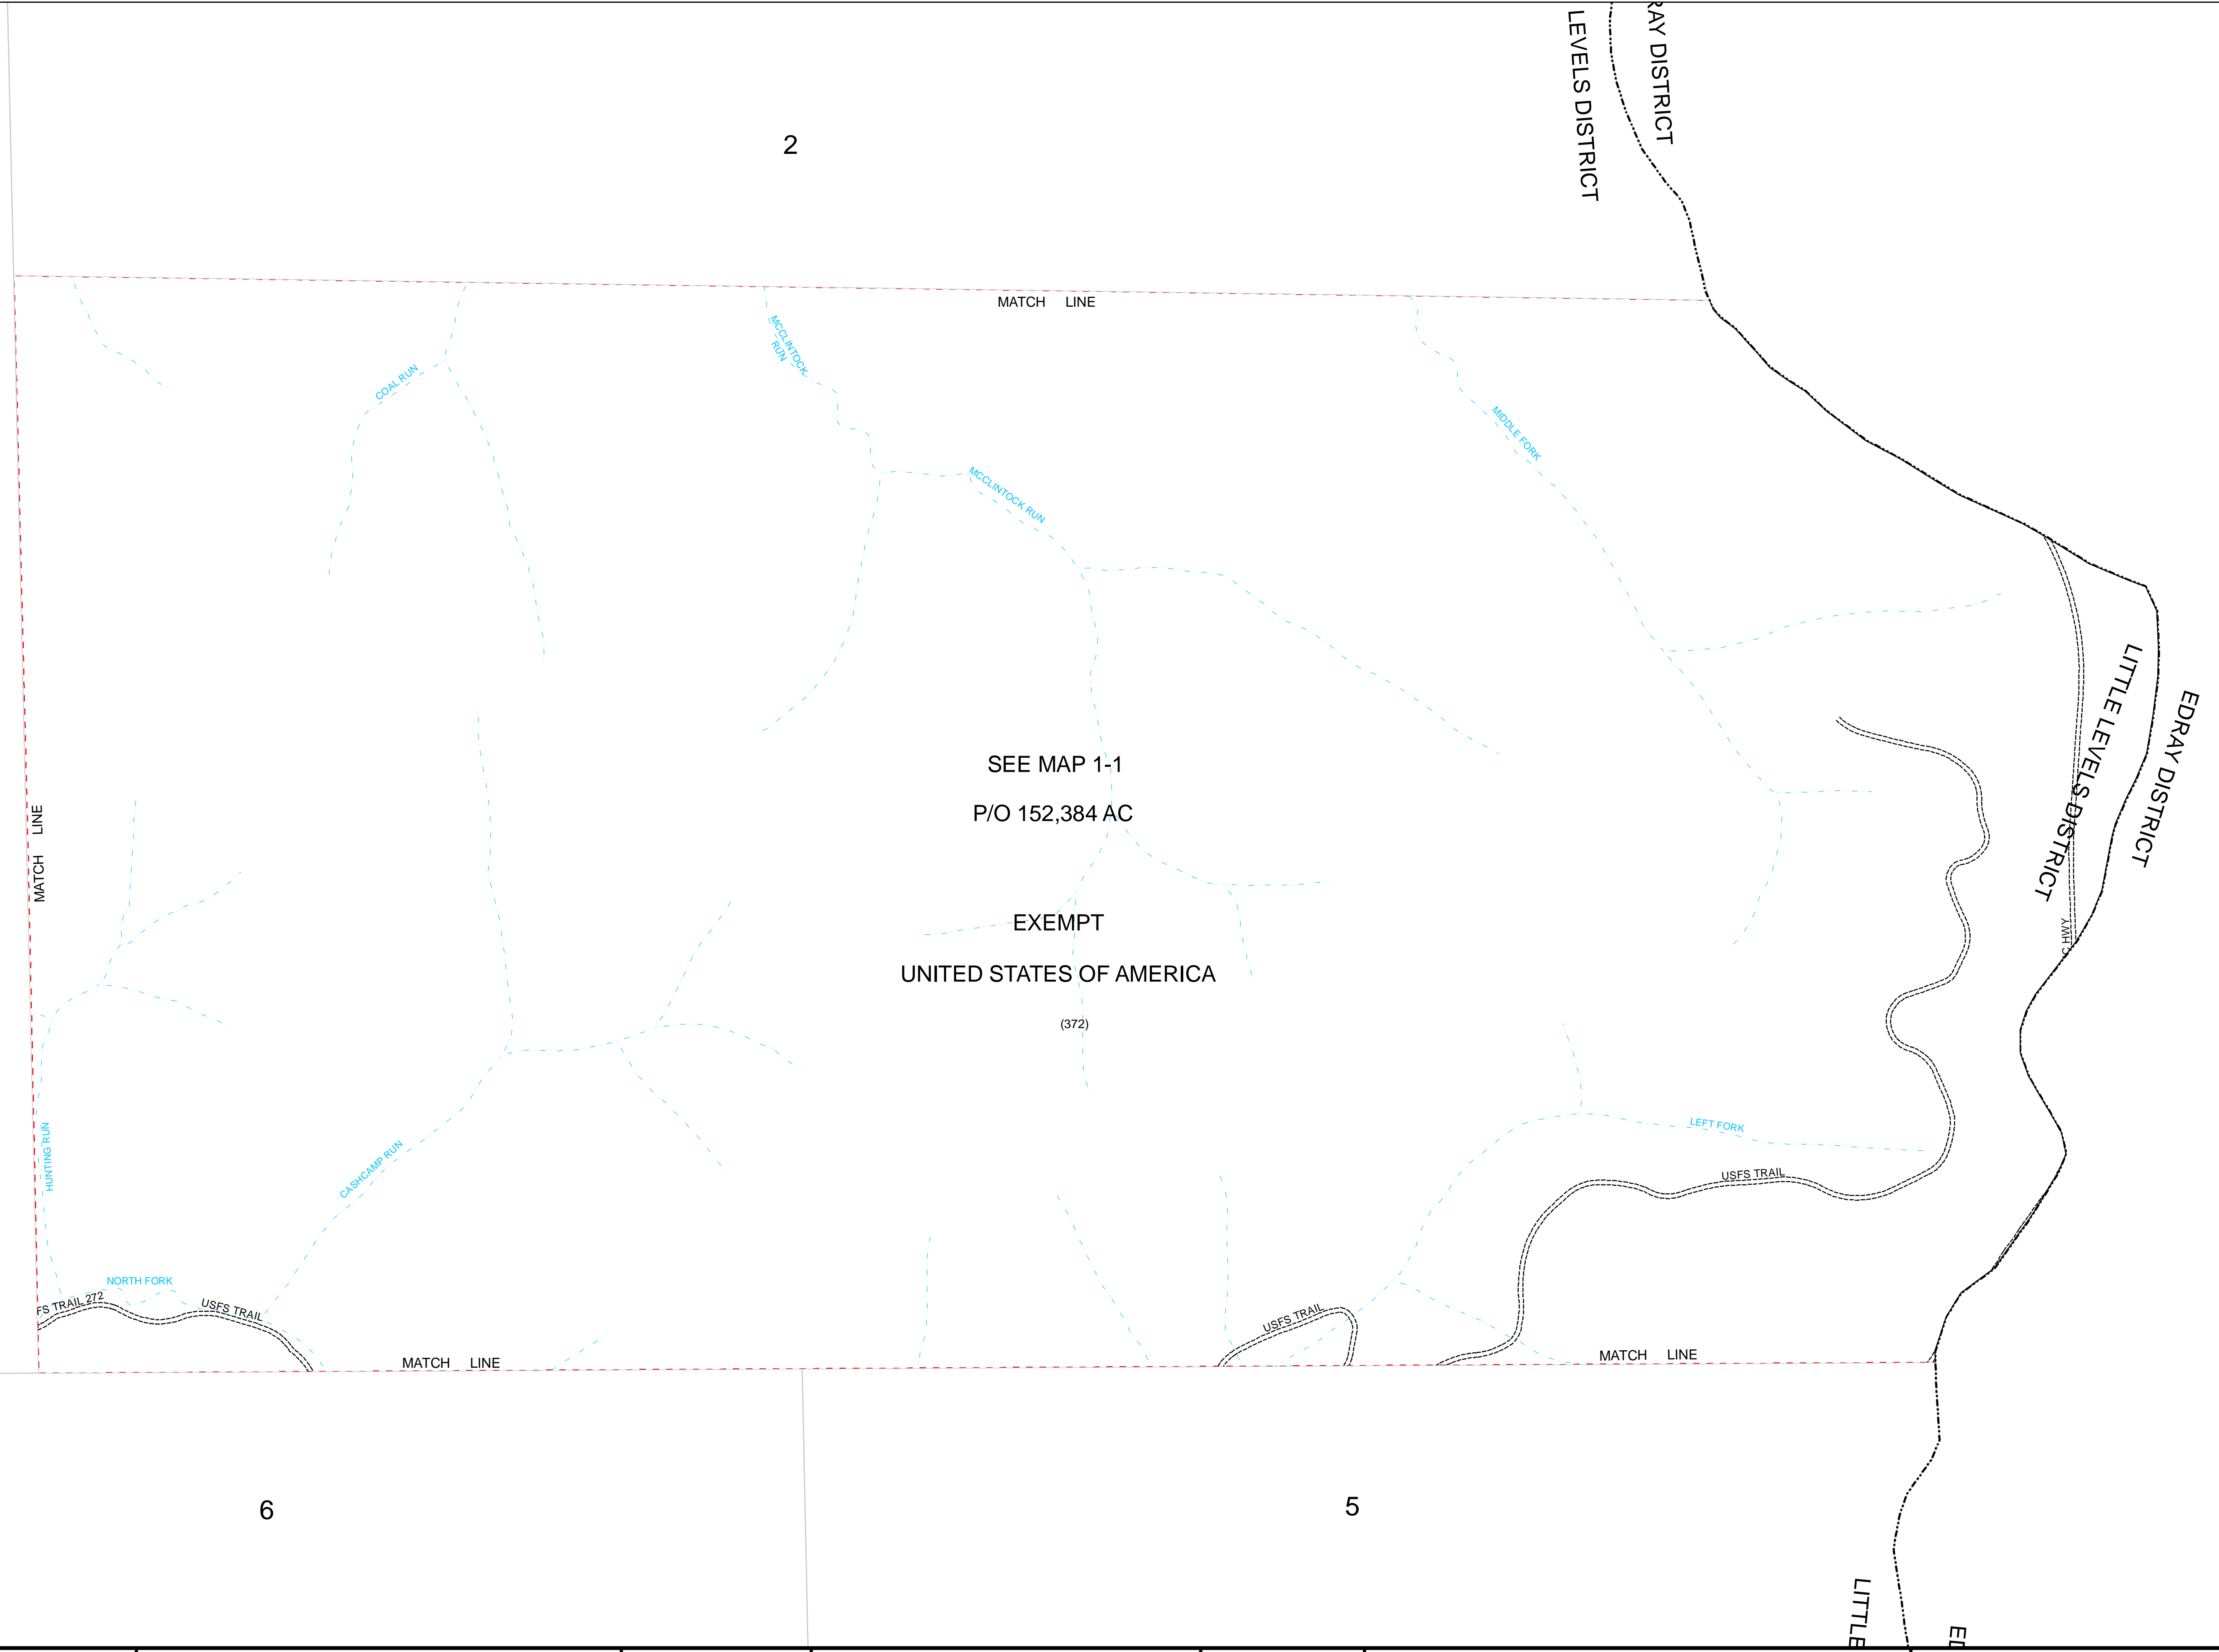 LEVELS DISTRICT
RAY DISTRICT
2
MATCH LINE
MCCLINTOCK
RUN
COAL RUN
MIDDLE FORK
MCCLINTOCK RUN
LITTLE LEVELS DISTRICT
EDRAY DISTRICT
SEE MAP 1-1
P/O 152,384 AC
MATCH LINE
EXEMPT
UNITED STATES OF AMERICA
(372)
HWY
LEFT FORK
HUNTING RUN
CASHCAMP RUN
USFS TRAIL
NORTH FORK
FS TRAIL 272
USFS TRAIL
USFS TRAIL
MATCH LINE
MATCH LINE
6
5
LITTLE